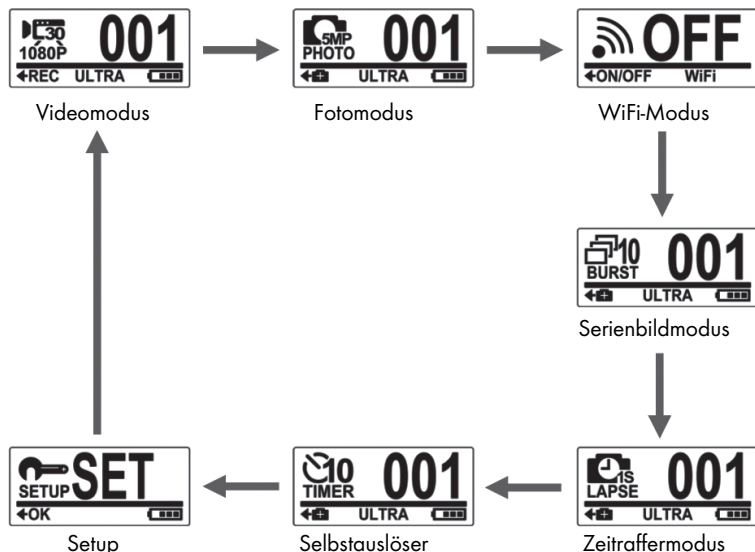 30
1080P
001
REC ULTRA
Videomodus
5MP
PHOTO
001
ULTRA
Fotomodus
OFF
ON/OFF WiFi
WiFi-Modus
10
BURST
001
ULTRA
Serienbildmodus
1S
LAPSE
001
ULTRA
Zeitraffermodus
10
TIMER
001
ULTRA
Selbstauslöser
SETUP
SET
OK
Setup